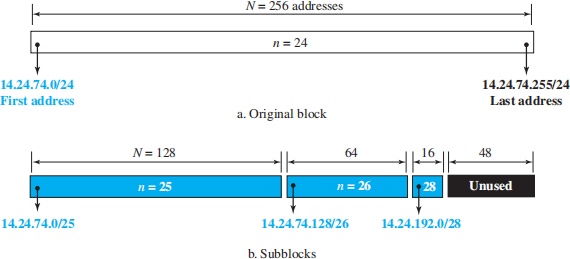 N = 256 addresses
n = 24
14.24.74.0/24 14.24.74.255/24
First address Last address
a. Original block
N = 128 64 16 48
n = 25 n = 26 28 Unused
14.24.74.0/25 14.24.74.128/26 14.24.192.0/28
b. Subblocks